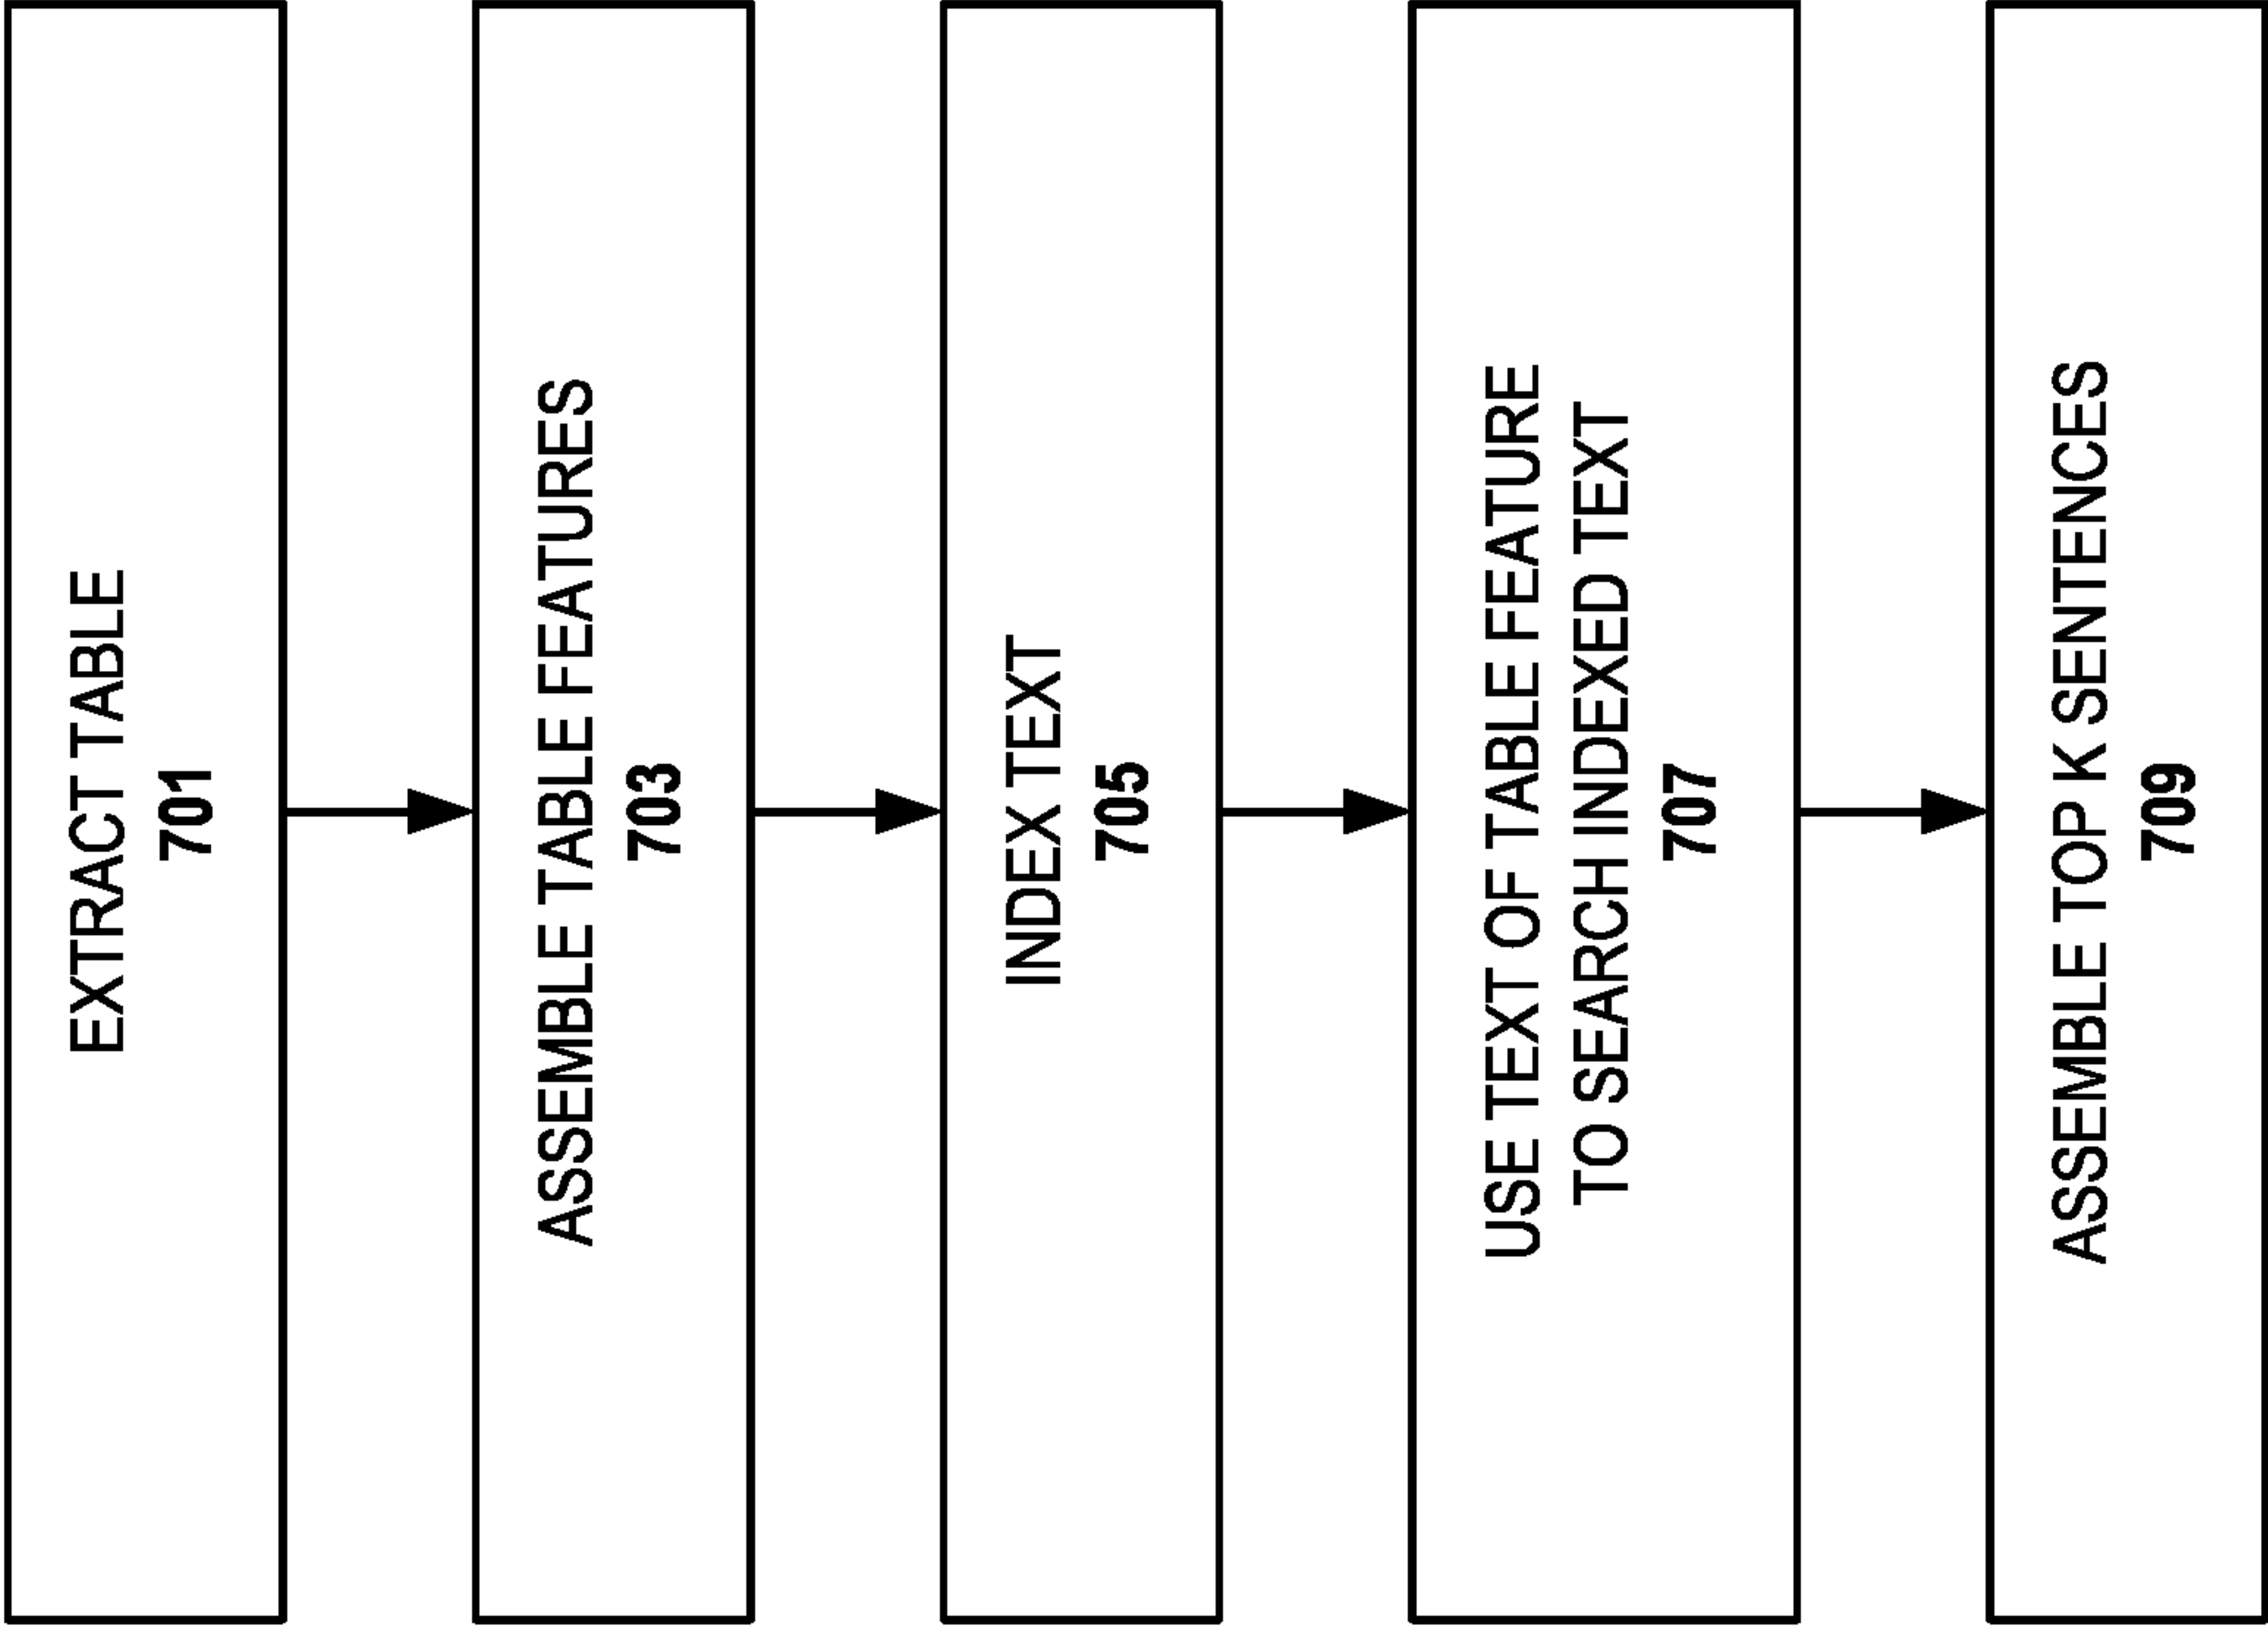 EXTRACT TABLE
701
ASSEMBLE TABLE FEATURES
703
INDEX TEXT
705
USE TEXT OF TABLE FEATURE
TO SEARCH INDEXED TEXT
707
ASSEMBLE TOP K SENTENCES
709